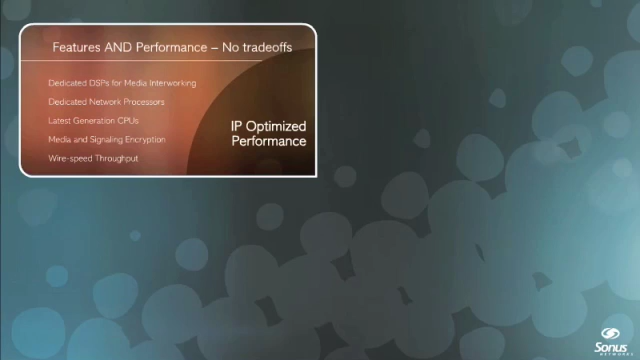 Features AND Performance – No tradeoffs
Dedicated DSPs for Media Interworking
Dedicated Network Processors
Latest Generation CPUs
Media and Signaling Encryption
Wire-speed Throughput
IP Optimized
Performance
Sonus
NETWORKS